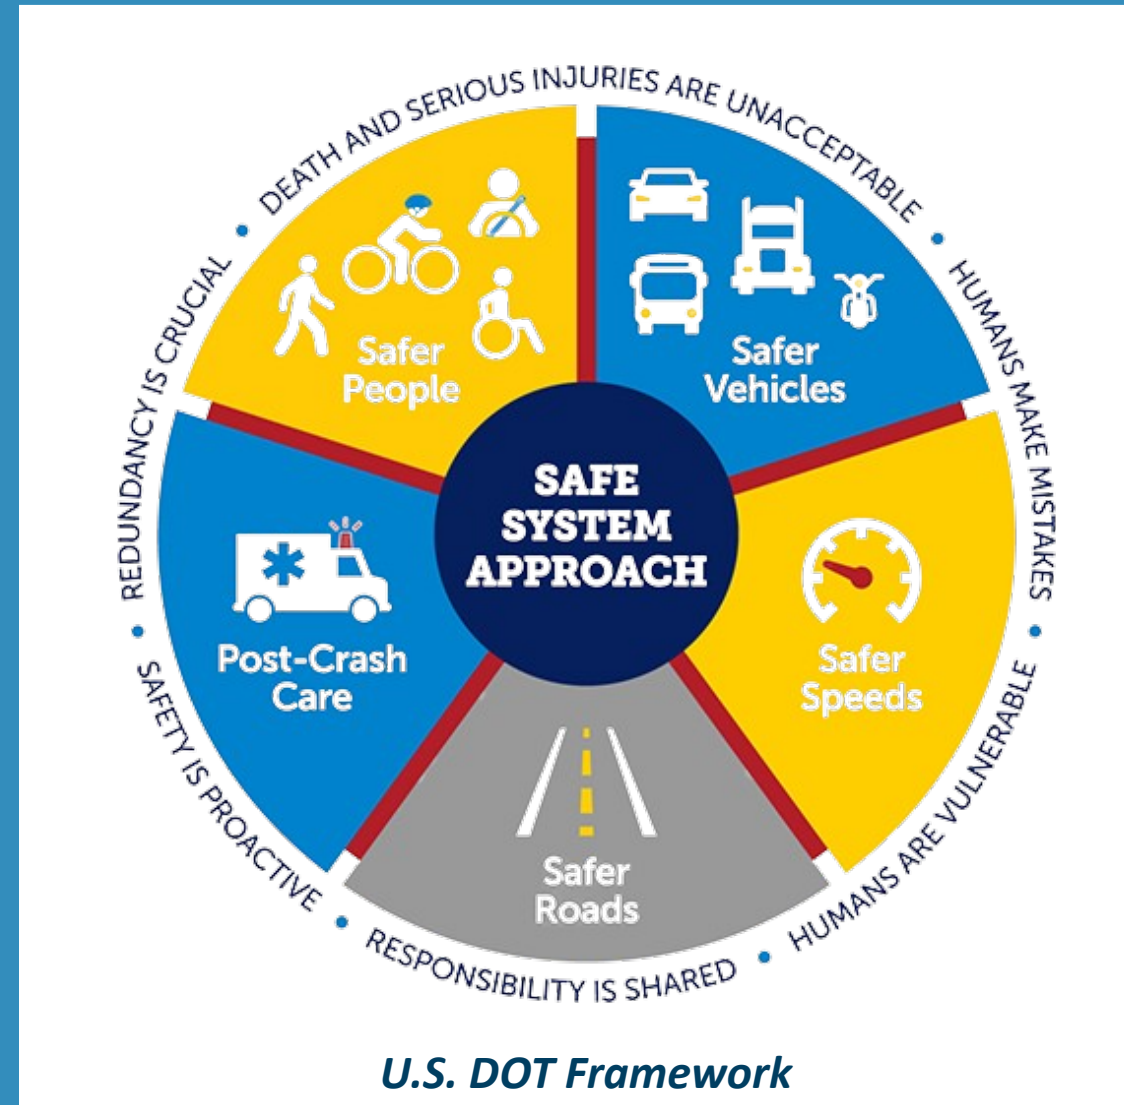 DEATH AND SERIOUS INJURIES ARE UNACCEPTABLE
HUMANS MAKE MISTAKES
HUMANS ARE VULNERABLE
RESPONSIBILITY IS SHARED
SAFETY IS PROACTIVE
REDUNDANCY IS CRUCIAL
Safer
People
Safer
Vehicles
SAFE
SYSTEM
APPROACH
Post-Crash
Care
Safer
Speeds
Safer
Roads
U.S. DOT Framework